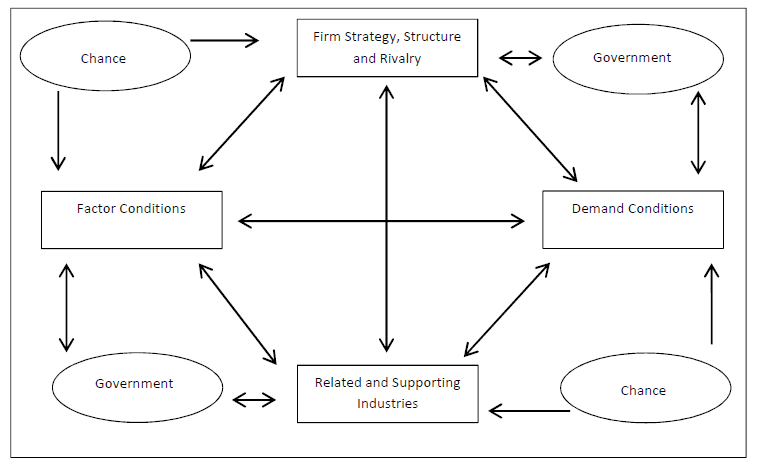 Firm Strategy, Structure
and Rivalry
Chance
Government
Factor Conditions
Demand Conditions
Government
Related and Supporting
Industries
Chance